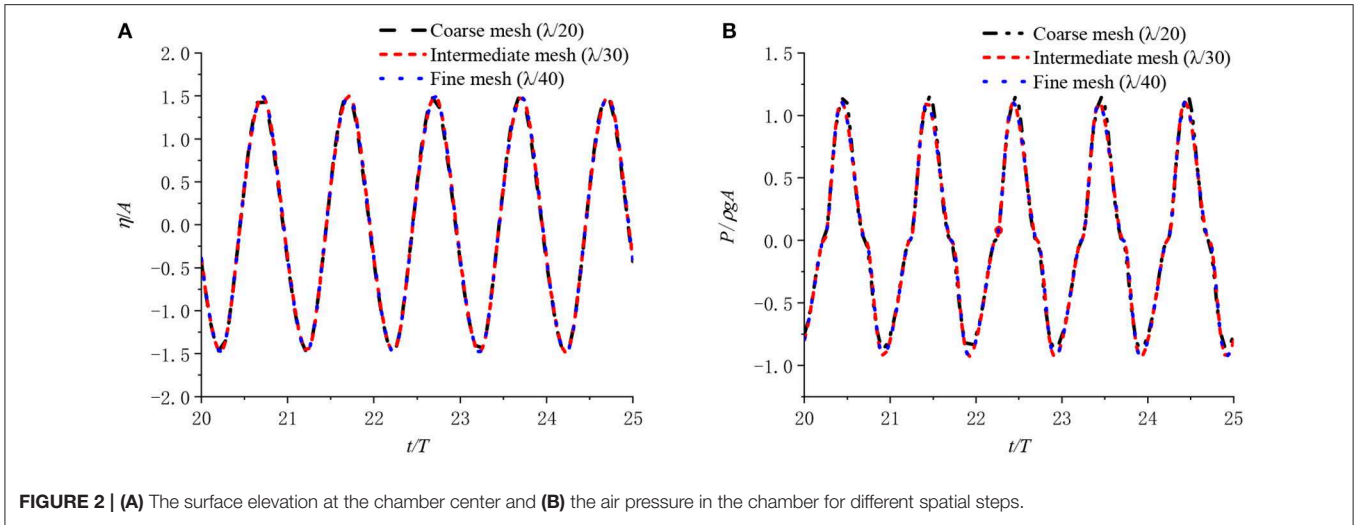 A
Coarse mesh (λ/20)
Intermediate mesh (λ/30)
Fine mesh (λ/40)
2.0
1.5
1.0
0.5
0.0
-0.5
-1.0
-1.5
-2.0
η/A
20 21 22 23 24 25
t/T
B
Coarse mesh (λ/20)
Intermediate mesh (λ/30)
Fine mesh (λ/40)
1.5
1.0
0.5
0.0
-0.5
-1.0
P/ρgA
20 21 22 23 24 25
t/T
FIGURE 2 | (A) The surface elevation at the chamber center and (B) the air pressure in the chamber for different spatial steps.